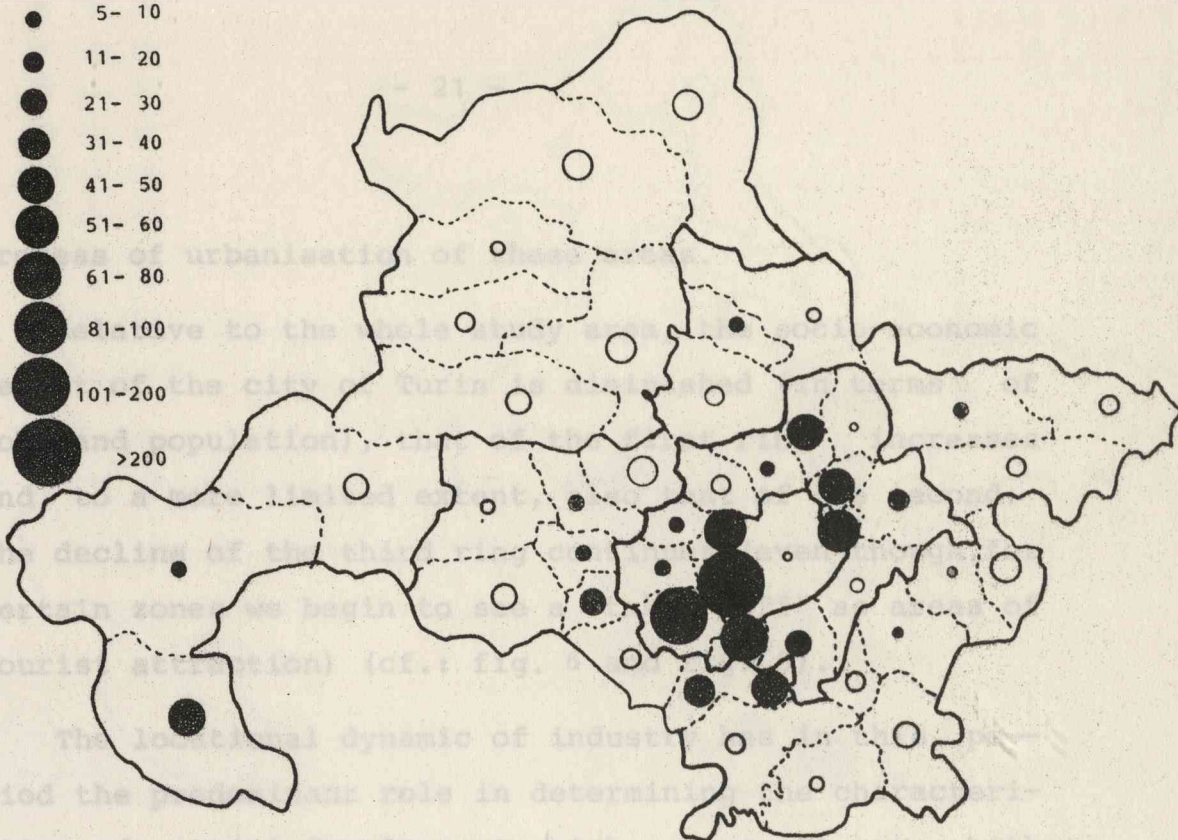 5- 10
11- 20
21- 30
31- 40
41- 50
51- 60
61- 80
81-100
101-200
>200
- 21 -
of urbanisation of these areas.
relative to the whole study area, the socio-economic
of the city of Turin is diminished (in terms of
and population), that of the first ring increases
and, to a more limited extent, also that of the second.
The decline of the third ring continues (even though for
certain zones we begin to see a as areas of
tourist attraction) (cf.: fig. 6 and
The locational dynamic of industry has in this pe-
riod the predominant role in determining the characteri-